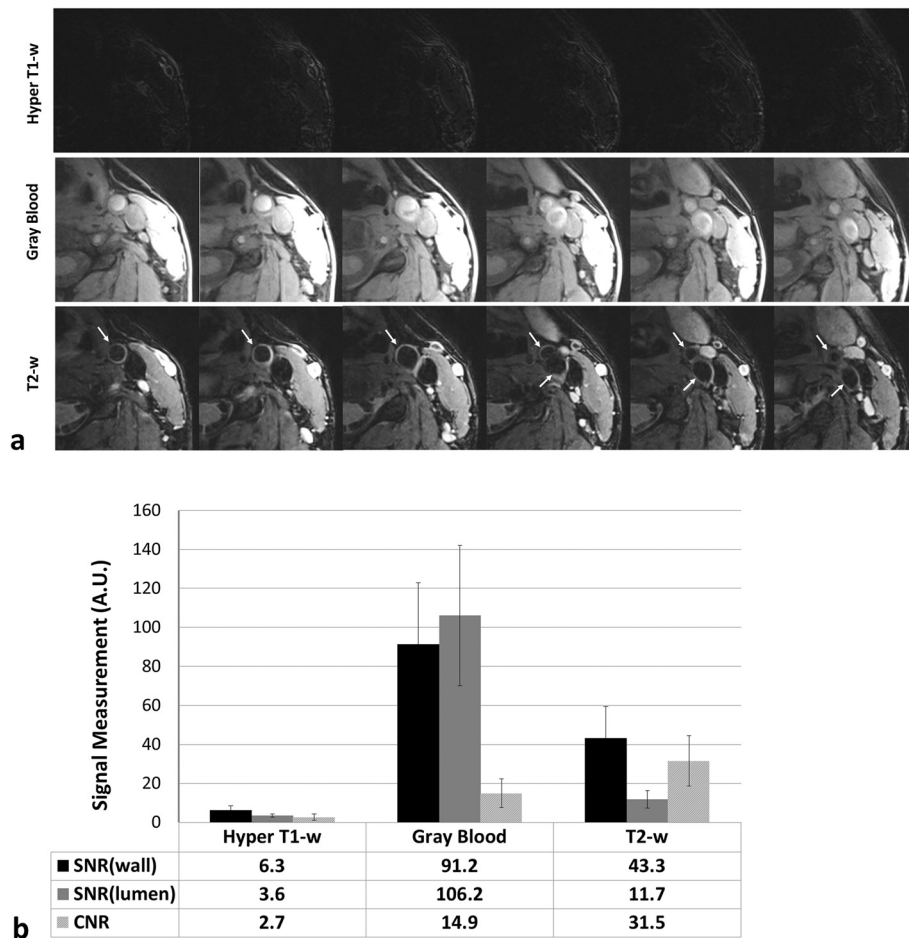 Hyper T1-w
Gray Blood
T2-w
a
160
140
120
100
80
60
40
20
0
Signal Measurement (A.U.)
Hyper T1-w Gray Blood T2-w
SNR(wall) 6.3 91.2 43.3
SNR(lumen) 3.6 106.2 11.7
CNR 2.7 14.9 31.5
b